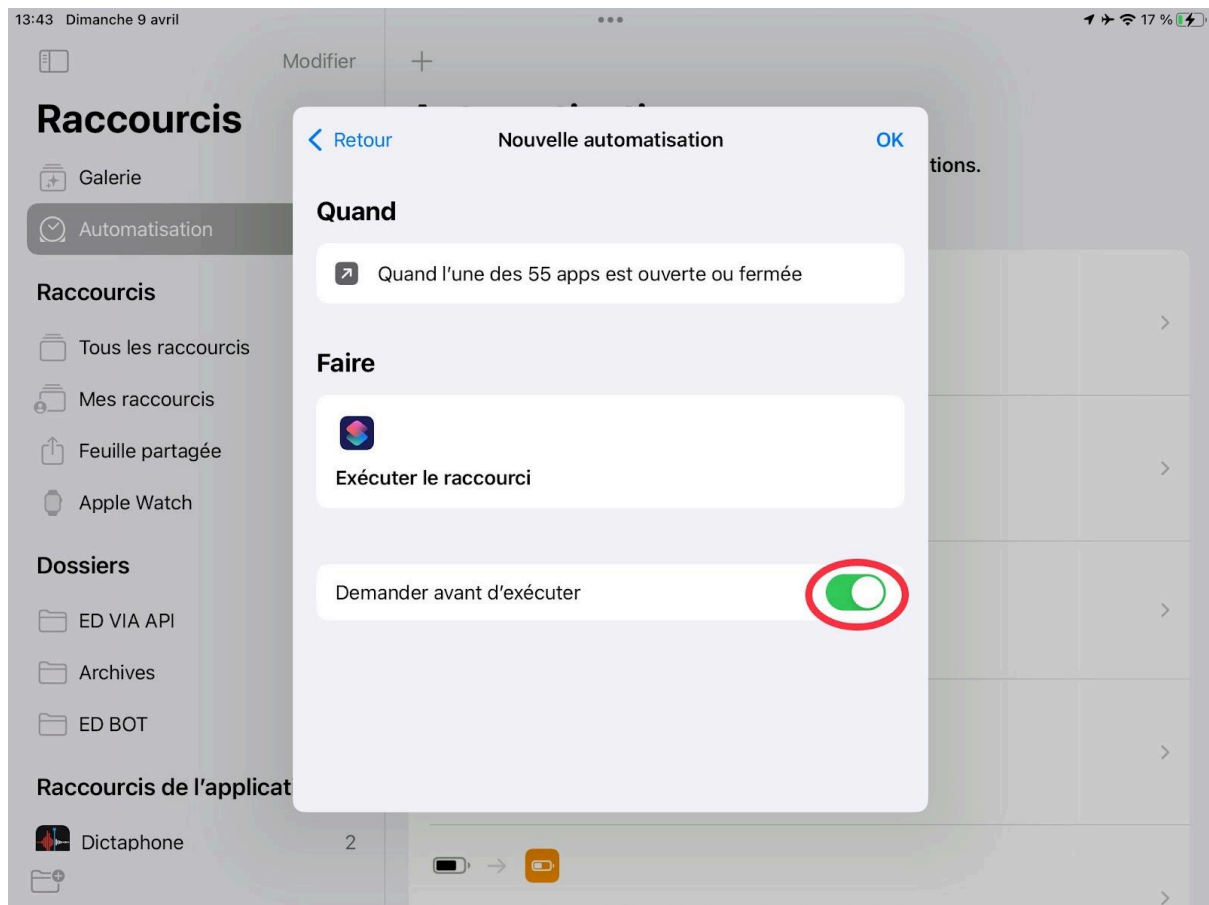 13:43 Dimanche 9 avril
17 %
Modifier
Raccourcis
Galerie
Automatisation
Raccourcis
Tous les raccourcis
Mes raccourcis
Feuille partagée
Apple Watch
Dossiers
ED VIA API
Archives
ED BOT
Raccourcis de l'applicat
Dictaphone 2
tions.
Retour Nouvelle automatisation OK
Quand
Quand l'une des 55 apps est ouverte ou fermée
Faire
Exécuter le raccourci
Demander avant d'exécuter